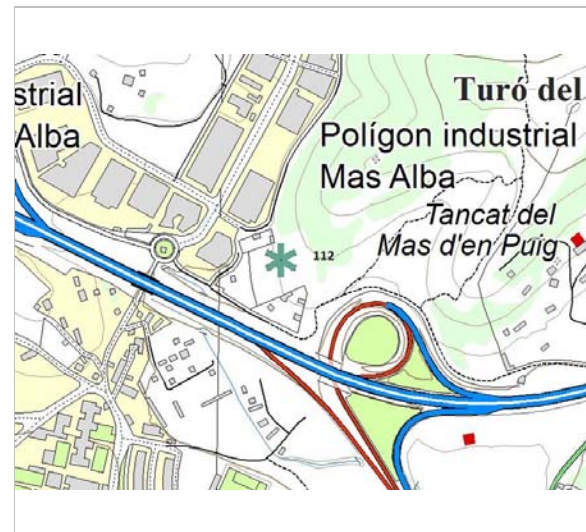 Turó del
strial
Alba
Polígon industrial
Mas Alba
Tancat del
Mas d'en Puig
112